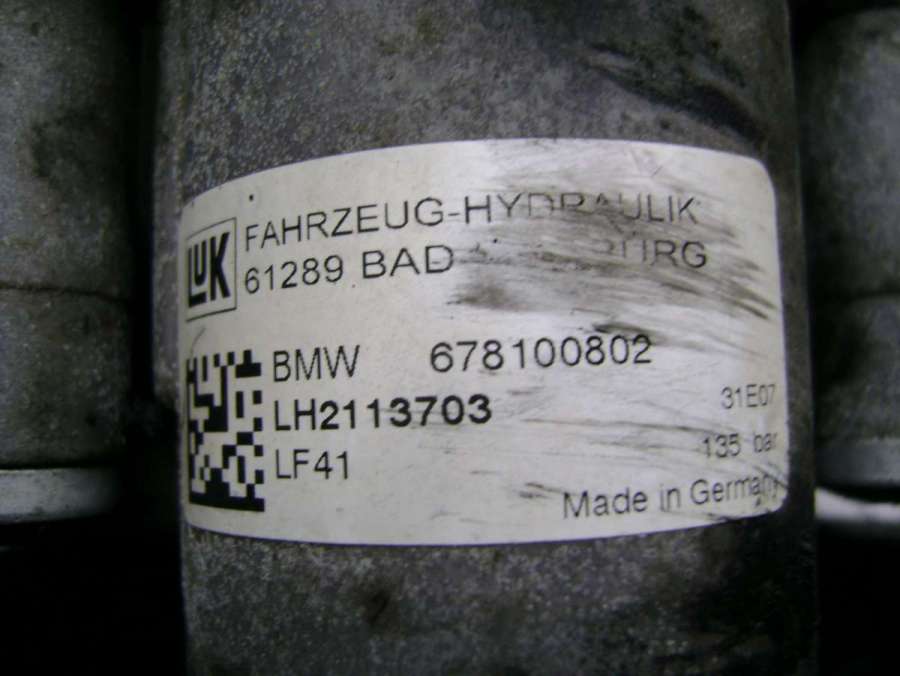 LUK
FAHRZEUG-HYDRAULIK
61289 BAD
BMW 678100802
LH2113703
31E07
LF41
135 bar
Made in Germany